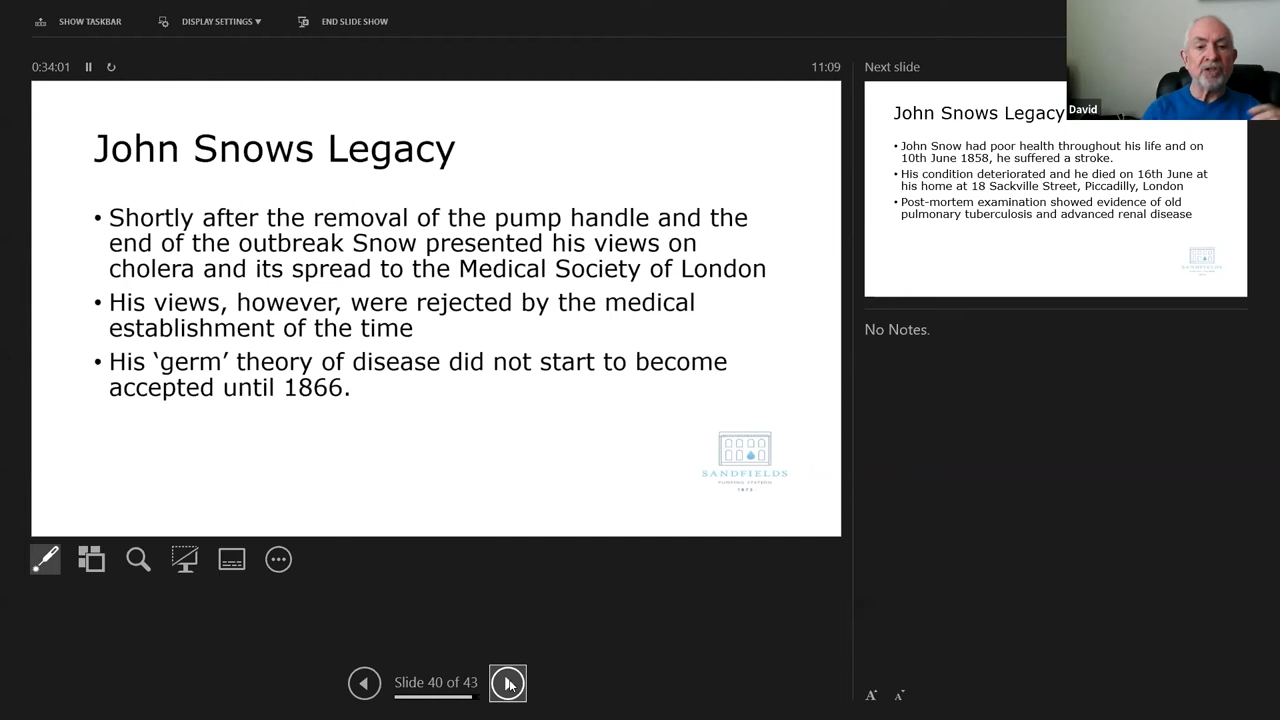 SHOW TASKBAR
DISPLAY SETTINGS ▼
END SLIDE SHOW
0:34:01
11:09
Next slide
David
John Snows Legacy
• Shortly after the removal of the pump handle and the
end of the outbreak Snow presented his views on
cholera and its spread to the Medical Society of London
• His views, however, were rejected by the medical
establishment of the time
• His ‘germ’ theory of disease did not start to become
accepted until 1866.
SANDFIELDS
PUMPING STATION
1873
John Snows Legacy
• John Snow had poor health throughout his life and on
10th June 1858, he suffered a stroke.
• His condition deteriorated and he died on 16th June at
his home at 18 Sackville Street, Piccadilly, London
• Post-mortem examination showed evidence of old
pulmonary tuberculosis and advanced renal disease
SANDFIELDS
No Notes.
Slide 40 of 43
A A